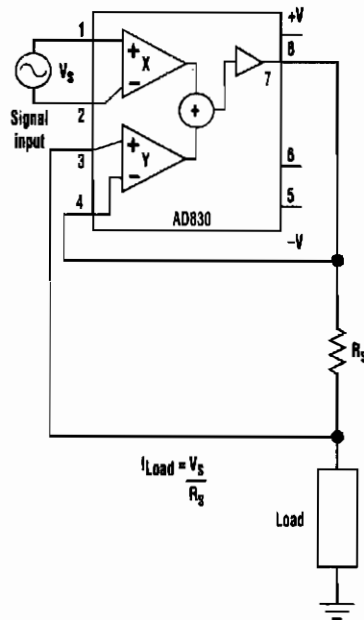 +V
1
8
+
X
−
7
Vs
+
2
Signal
input
+
3
Y
6
−
4
5
AD830
−V
Rs
ILoad = Vs
Rs
Load